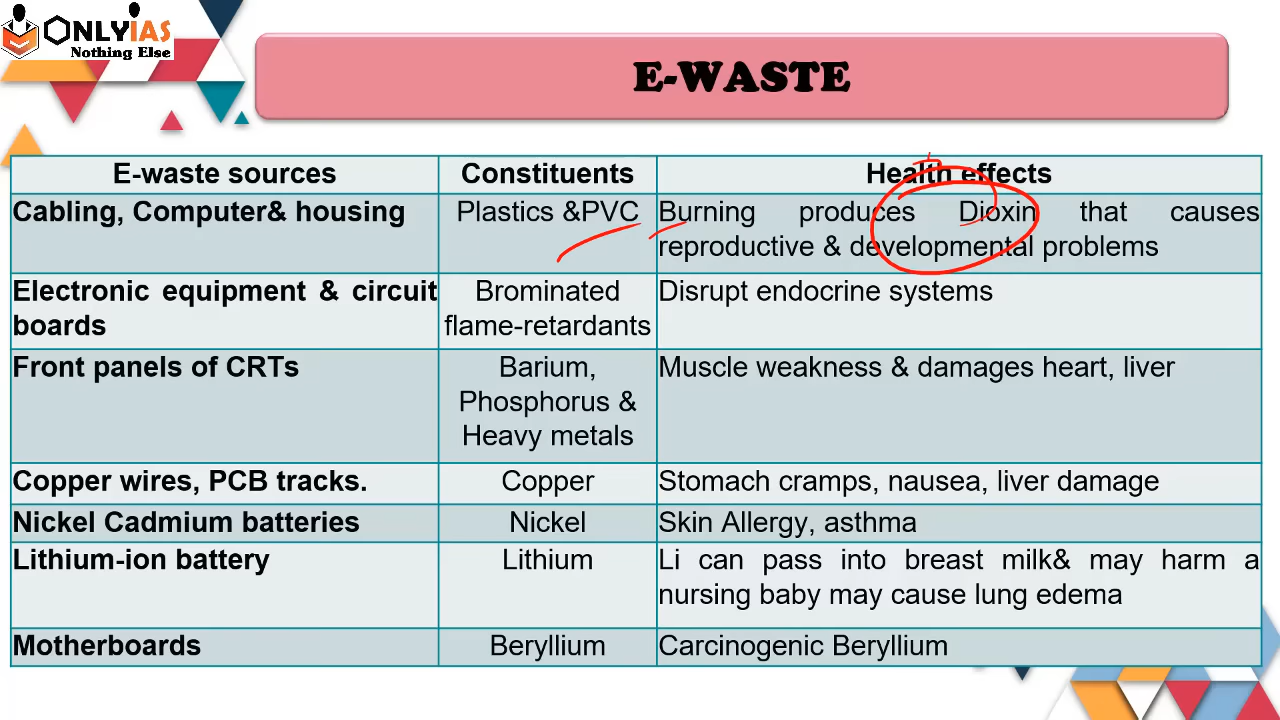 ONLYIAS
Nothing Else
E-WASTE
E-waste sources
Constituents
Health effects
Cabling, Computer& housing
Plastics &PVC
Burning produces Dioxin that causes
reproductive & developmental problems
Electronic equipment & circuit
boards
Brominated
flame-retardants
Disrupt endocrine systems
Front panels of CRTs
Barium,
Phosphorus &
Heavy metals
Muscle weakness & damages heart, liver
Copper wires, PCB tracks.
Copper
Stomach cramps, nausea, liver damage
Nickel Cadmium batteries
Nickel
Skin Allergy, asthma
Lithium-ion battery
Lithium
Li can pass into breast milk& may harm a
nursing baby may cause lung edema
Motherboards
Beryllium
Carcinogenic Beryllium